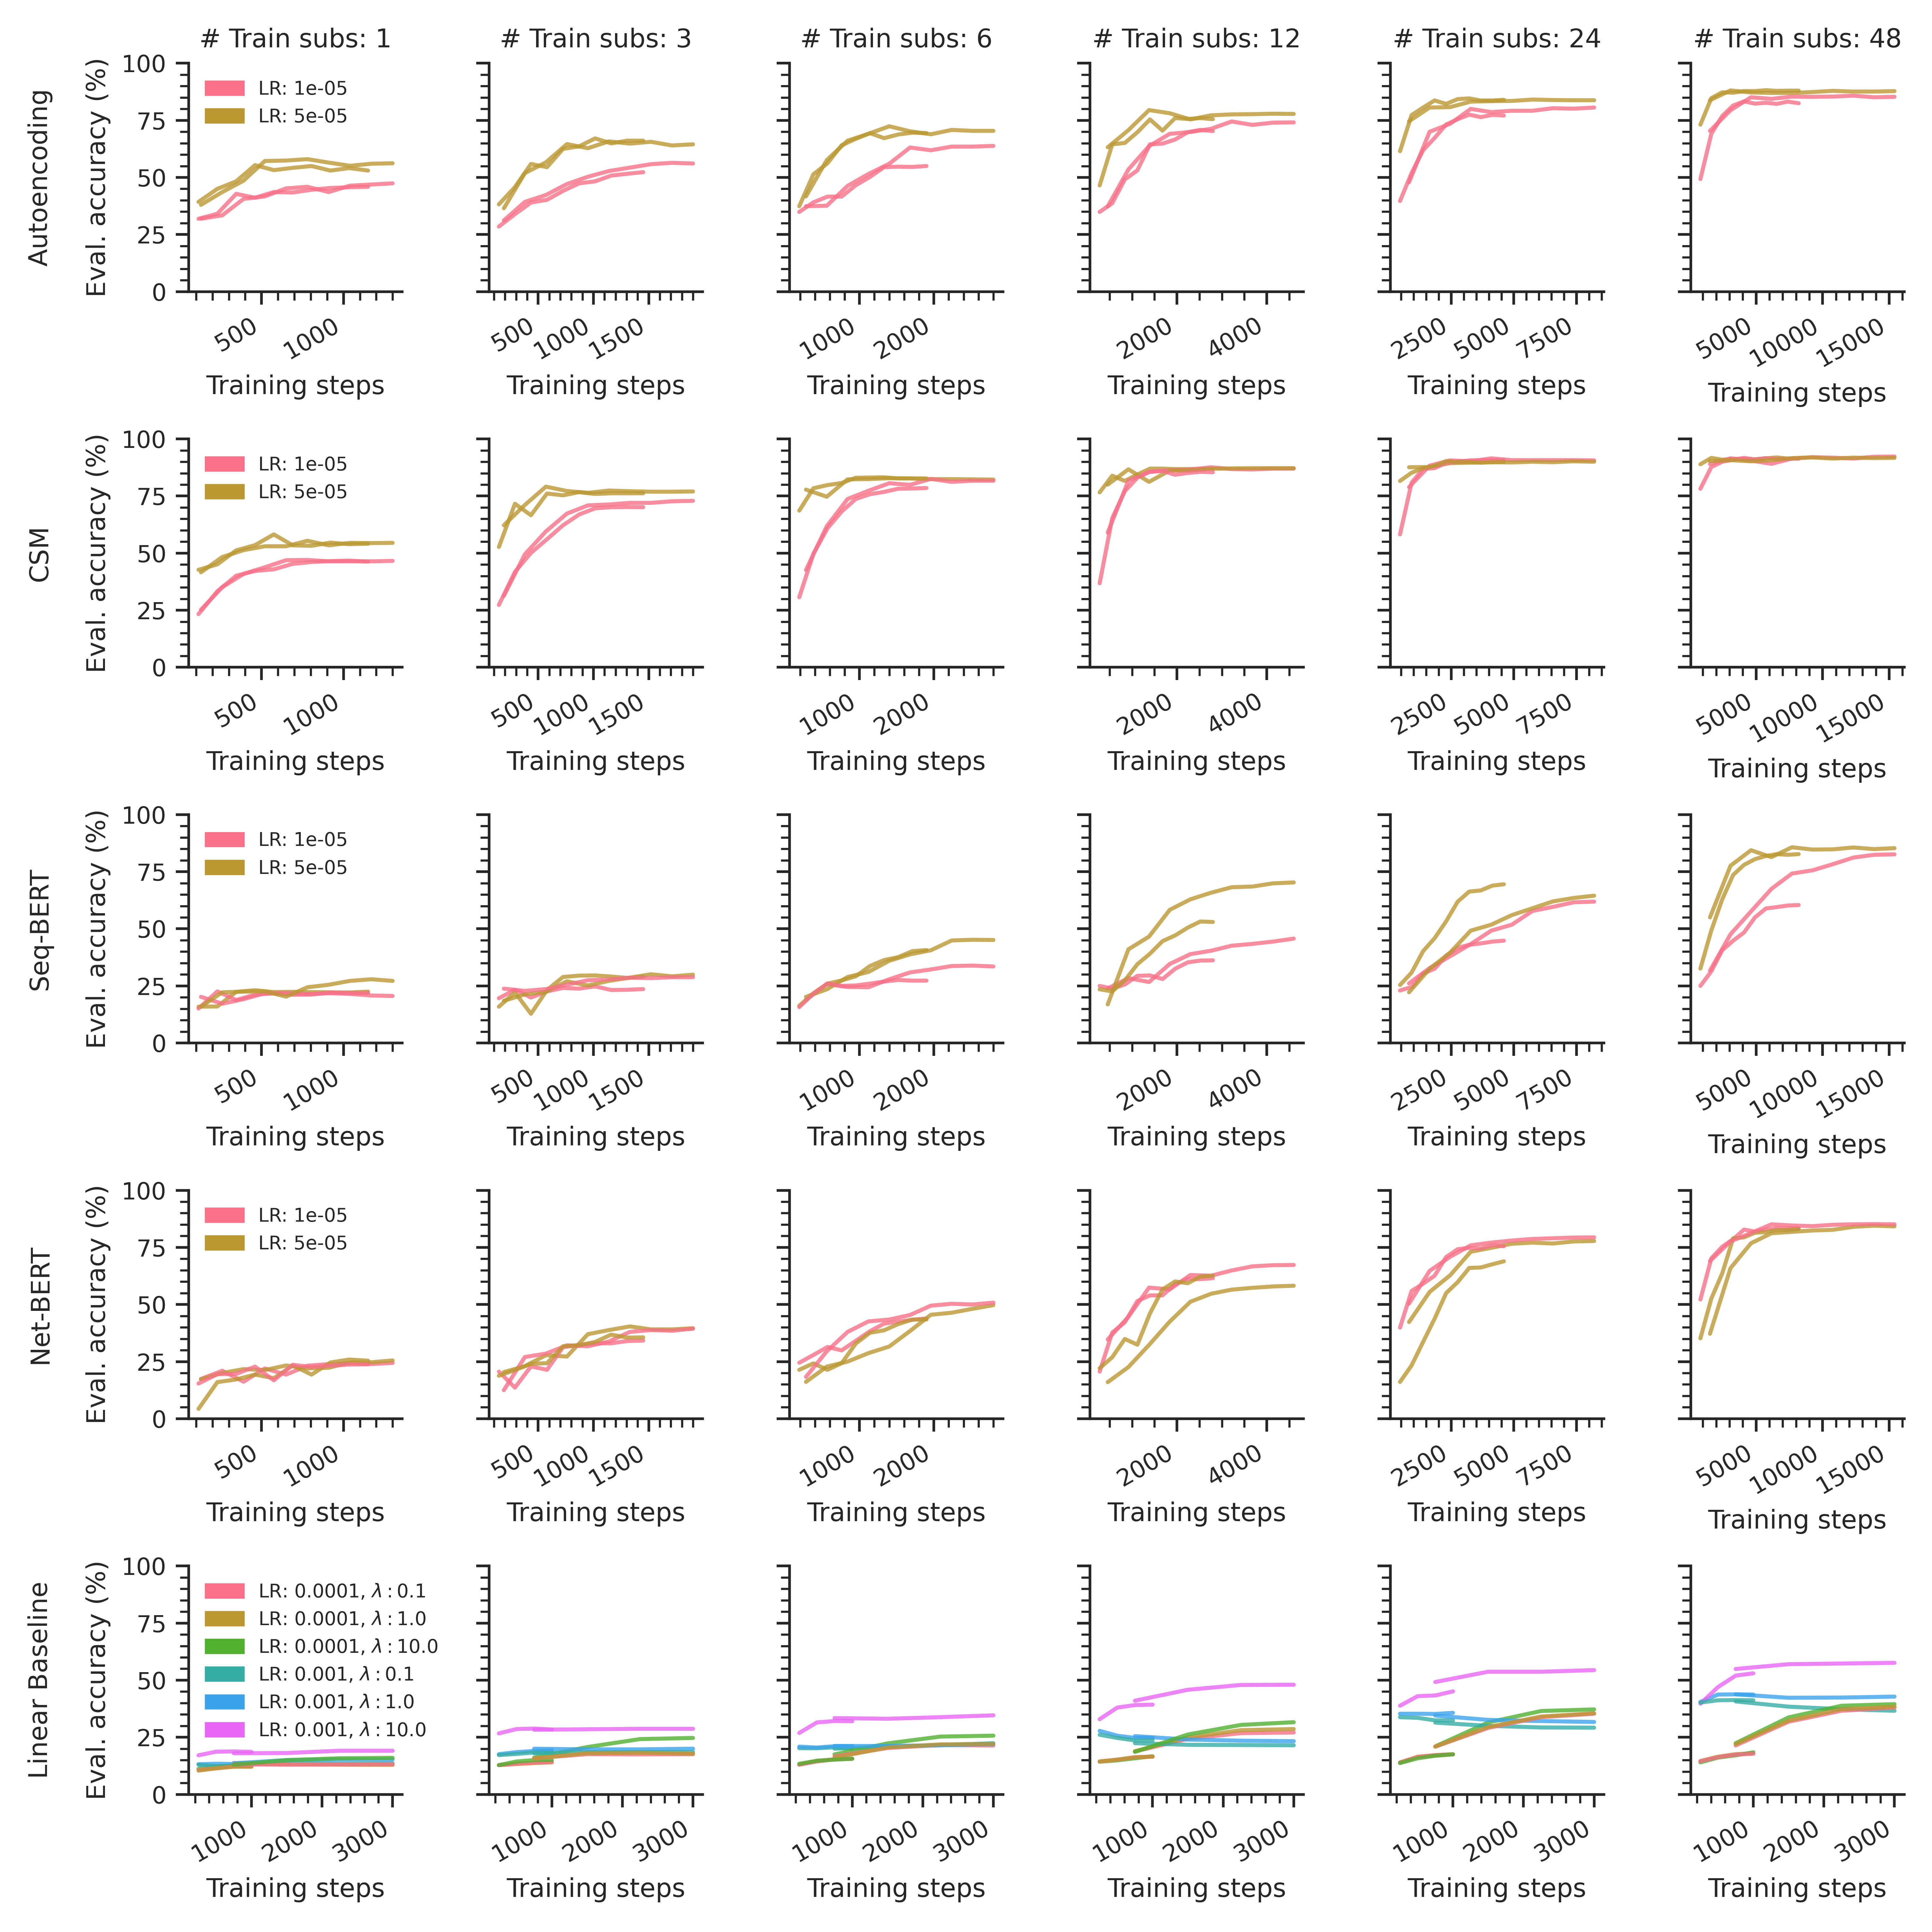 # Train subs: 1
# Train subs: 3
# Train subs: 6
# Train subs: 12
# Train subs: 24
# Train subs: 48
Autoencoding
Eval. accuracy (%)
100
75
50
25
0
LR: 1e-05
LR: 5e-05
500
1000
500
1000
1500
1000
2000
2000
4000
2500
5000
7500
5000
10000
15000
Training steps
Training steps
Training steps
Training steps
Training steps
Training steps
CSM
Eval. accuracy (%)
100
75
50
25
0
LR: 1e-05
LR: 5e-05
500
1000
500
1000
1500
1000
2000
2000
4000
2500
5000
7500
5000
10000
15000
Training steps
Training steps
Training steps
Training steps
Training steps
Training steps
Seq-BERT
Eval. accuracy (%)
100
75
50
25
0
LR: 1e-05
LR: 5e-05
500
1000
500
1000
1500
1000
2000
2000
4000
2500
5000
7500
5000
10000
15000
Training steps
Training steps
Training steps
Training steps
Training steps
Training steps
Net-BERT
Eval. accuracy (%)
100
75
50
25
0
LR: 1e-05
LR: 5e-05
500
1000
500
1000
1500
1000
2000
2000
4000
2500
5000
7500
5000
10000
15000
Training steps
Training steps
Training steps
Training steps
Training steps
Training steps
Linear Baseline
Eval. accuracy (%)
100
75
50
25
0
LR: 0.0001, λ : 0.1
LR: 0.0001, λ : 1.0
LR: 0.0001, λ : 10.0
LR: 0.001, λ : 0.1
LR: 0.001, λ : 1.0
LR: 0.001, λ : 10.0
1000
2000
3000
1000
2000
3000
1000
2000
3000
1000
2000
3000
1000
2000
3000
1000
2000
3000
Training steps
Training steps
Training steps
Training steps
Training steps
Training steps